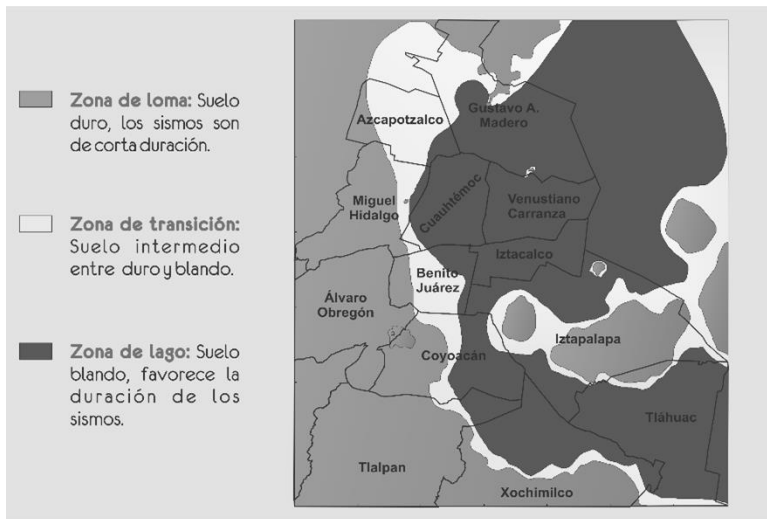 Zona de loma: Suelo
duro, los sismos son
de corta duración.
Zona de transición:
Suelo intermedio
entre duro y blando.
Zona de lago: Suelo
blando, favorece la
duración de los
sismos.
Azcapotzalco
Gustavo A.
Madero
Miguel
Hidalgo
Cuauhtémoc
Venustiano
Carranza
Iztacalco
Benito
Juárez
Álvaro
Obregón
Iztapalapa
Coyoacán
Tláhuac
Tlalpan
Xochimilco